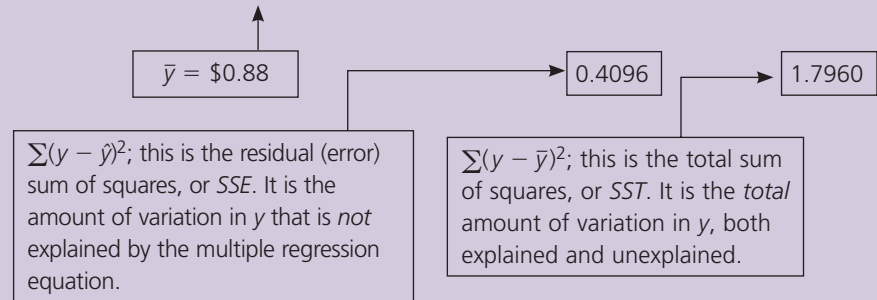 ȳ = $0.88
0.4096
1.7960
∑(y − ŷ)²; this is the residual (error)
sum of squares, or SSE. It is the
amount of variation in y that is not
explained by the multiple regression
equation.
∑(y − ȳ)²; this is the total sum
of squares, or SST. It is the total
amount of variation in y, both
explained and unexplained.